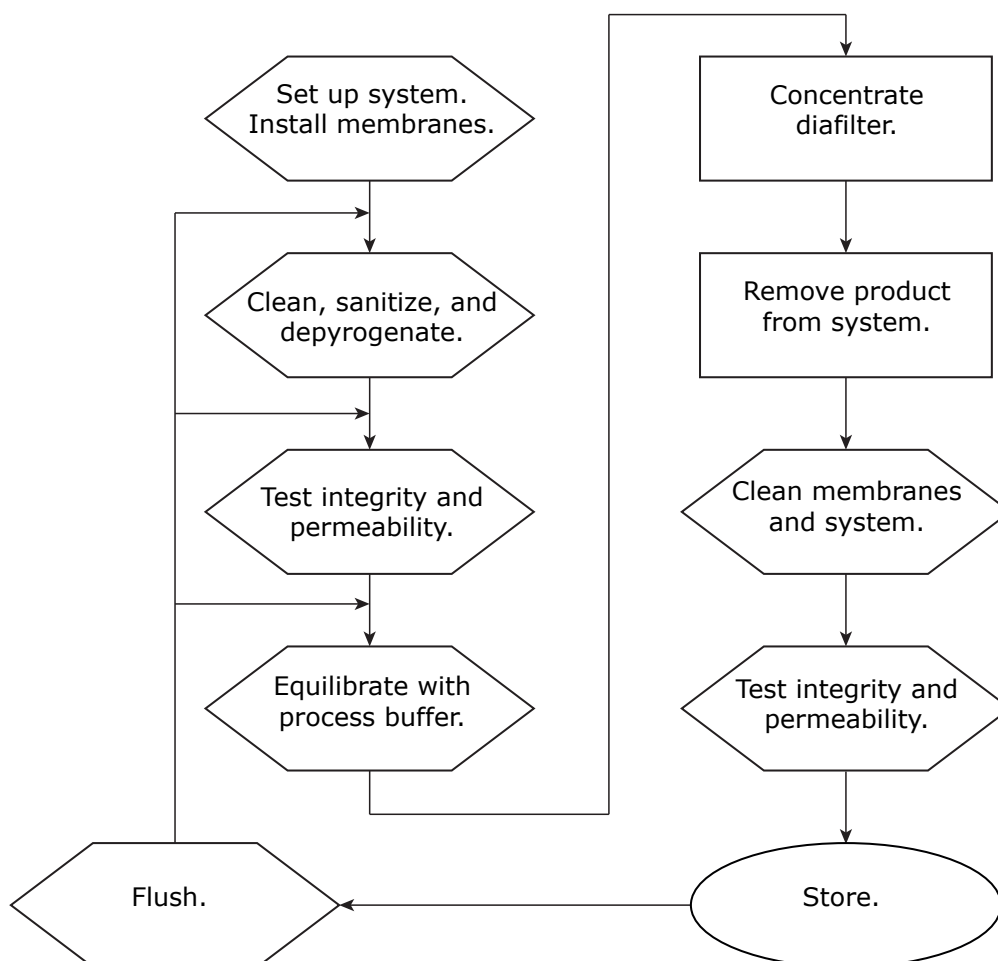 Set up system.
Install membranes.
Clean, sanitize, and
depyrogenate.
Test integrity and
permeability.
Equilibrate with
process buffer.
Flush.
Concentrate
diafilter.
Remove product
from system.
Clean membranes
and system.
Test integrity and
permeability.
Store.